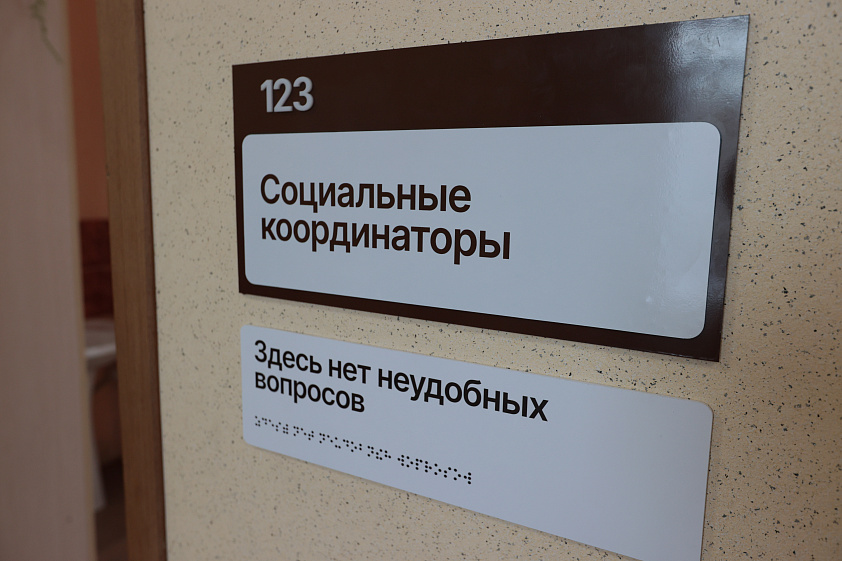 123
Социальные
координаторы
Здесь нет неудобных
вопросов